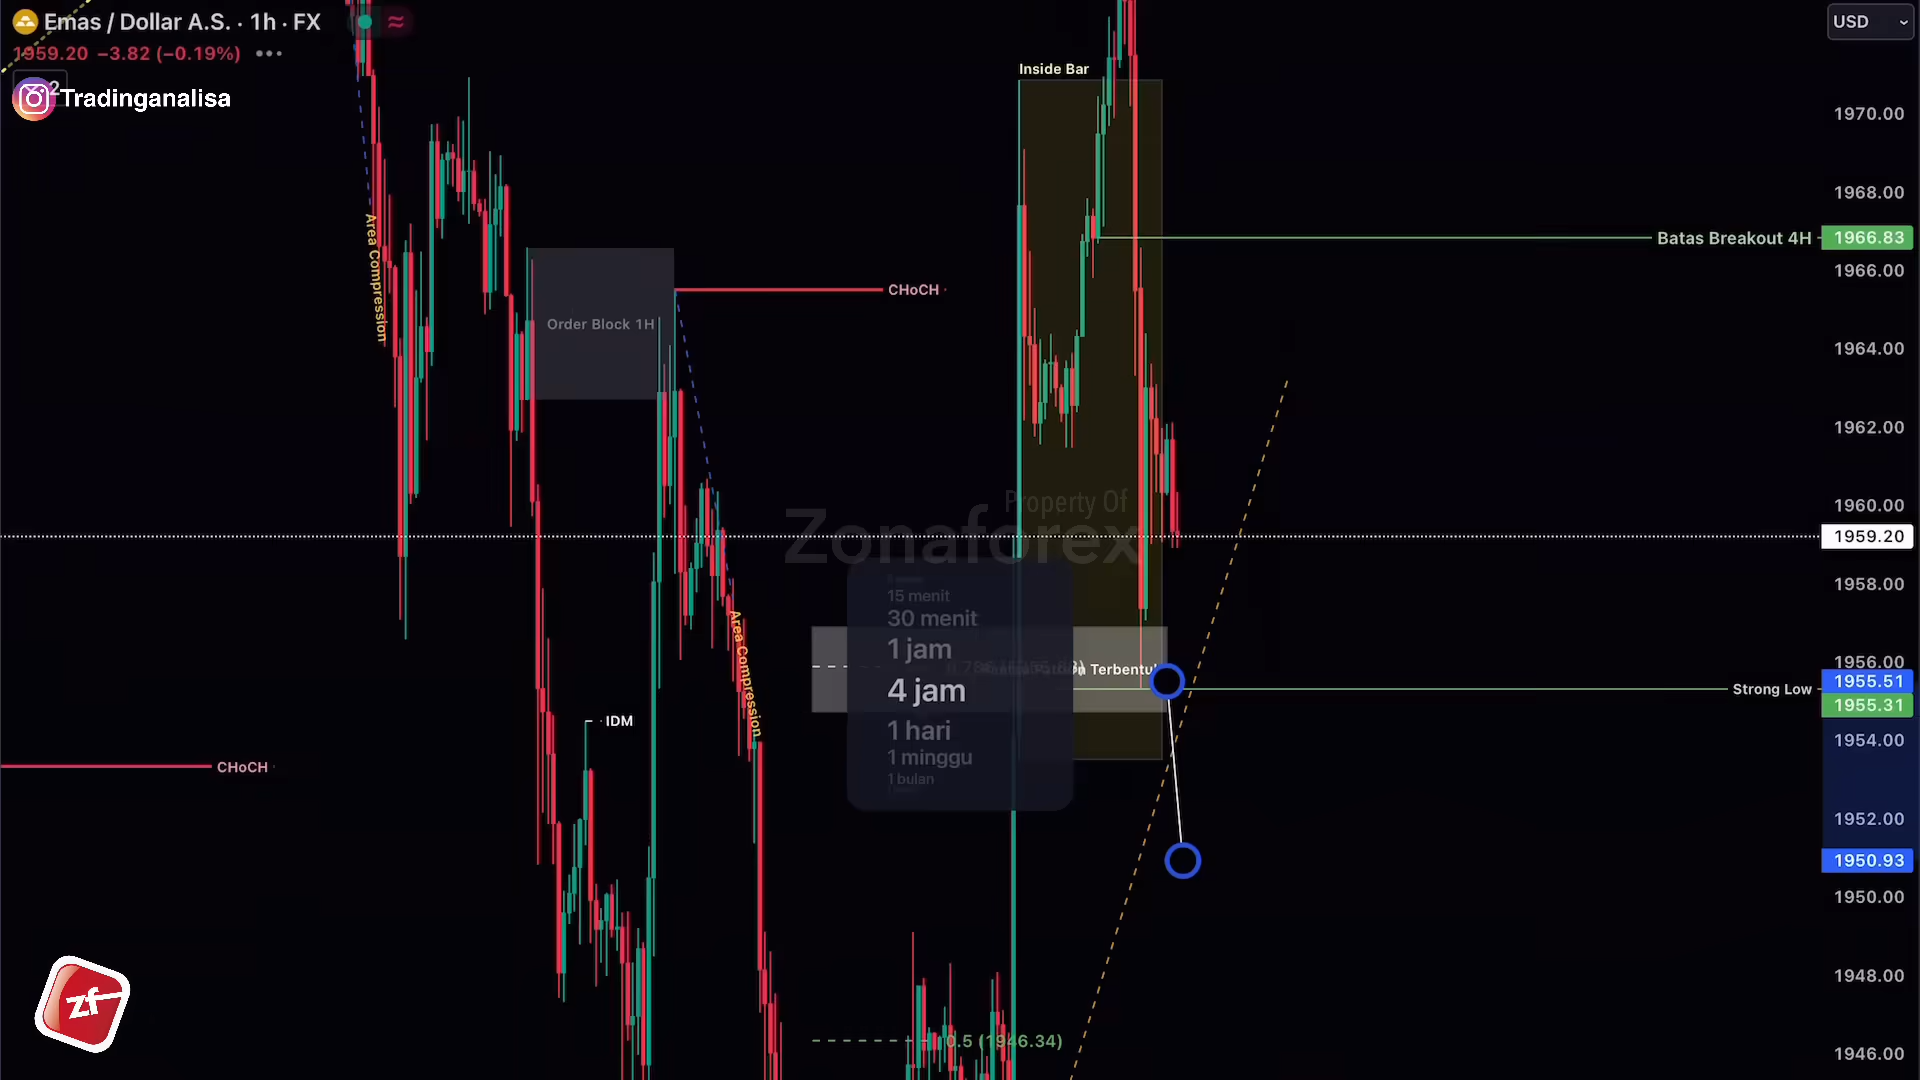 Emas / Dollar A.S. · 1h · FX
USD
1959.20 −3.82 (−0.19%)
Tradinganalisa
Inside Bar
1970.00
1968.00
Batas Breakout 4H
1966.83
1966.00
Area Compression
CHoCH
Order Block 1H
1964.00
1962.00
Property Of
Zonaforex
1960.00
1959.20
1958.00
15 menit
30 menit
1 jam
4 jam
1 hari
1 minggu
1 bulan
Area Compression
Terbentuk
1956.00
1955.51
Strong Low
1955.31
IDM
1954.00
CHoCH
1952.00
1950.93
1950.00
zf
1948.00
0.5 (1946.34)
1946.00